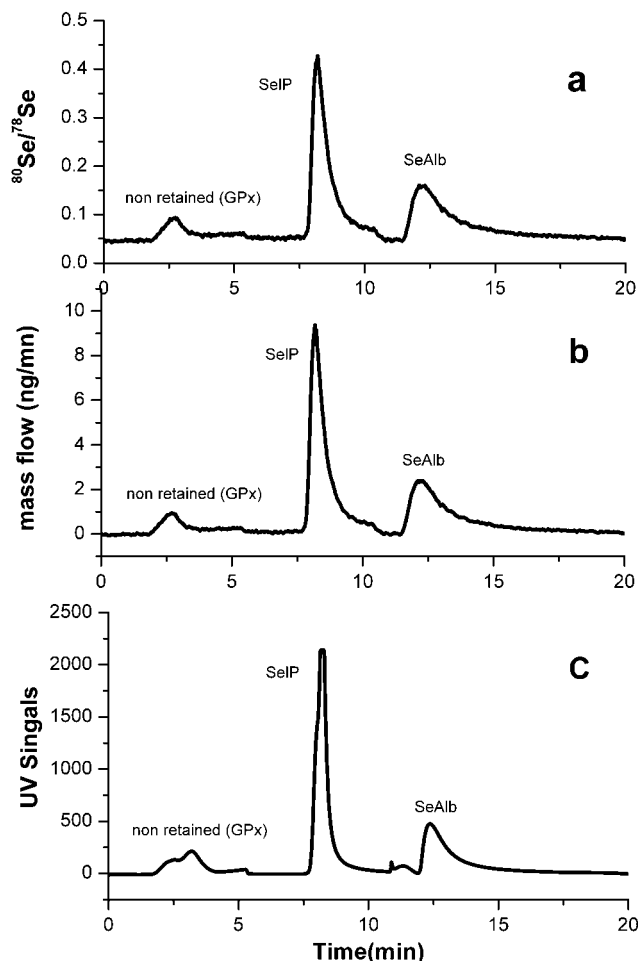 a
⁸⁰Se/⁷⁸Se
0.5
0.4
0.3
0.2
0.1
0.0
SelP
SeAlb
non retained (GPx)
0 5 10 15 20
b
mass flow (ng/mn)
10
8
6
4
2
0
SelP
SeAlb
non retained (GPx)
0 5 10 15 20
C
UV Singals
2500
2000
1500
1000
500
0
SelP
SeAlb
non retained (GPx)
0 5 10 15 20
Time(min)